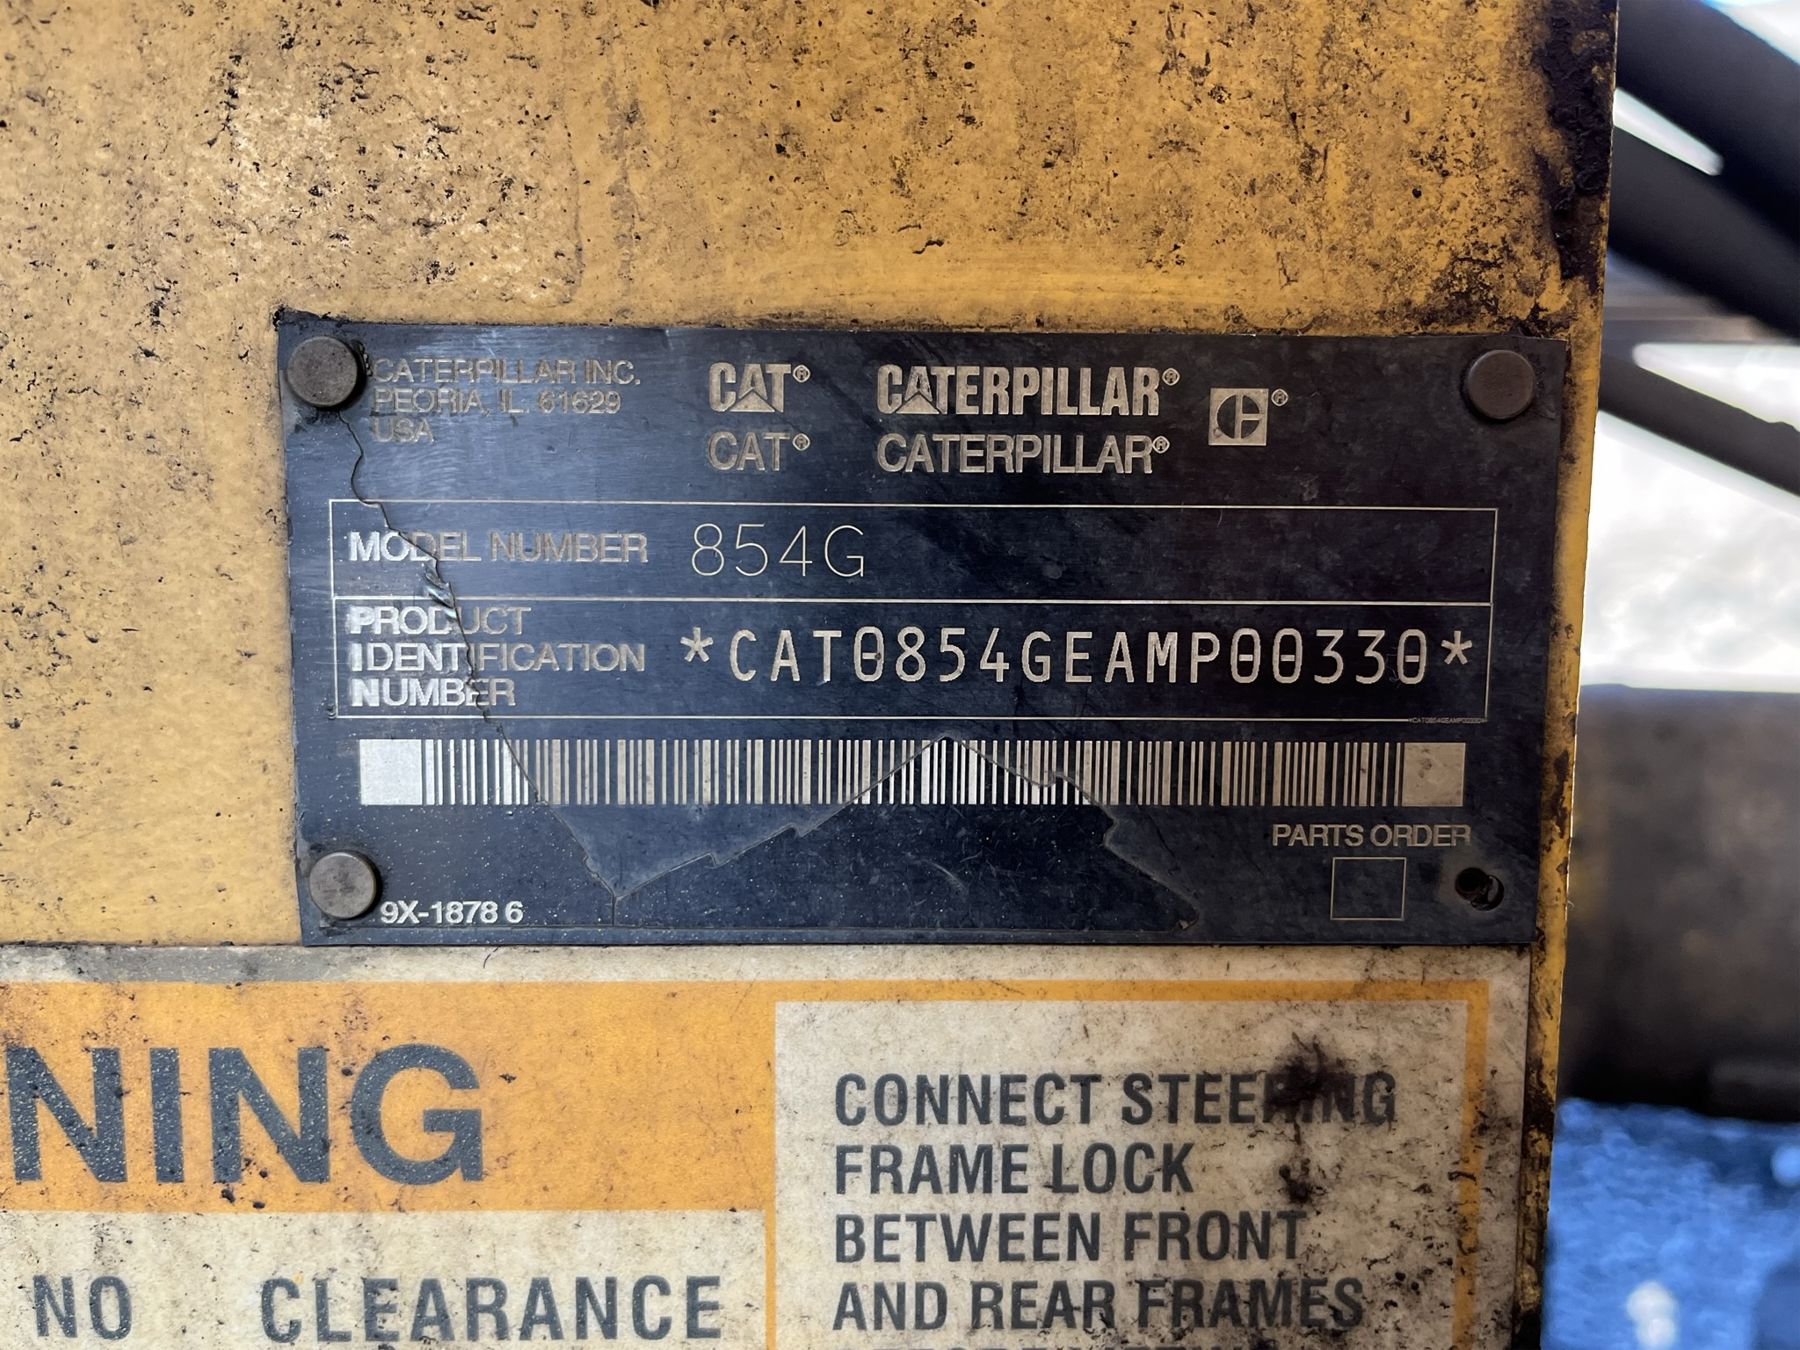 CATERPILLAR INC.
PEORIA, IL. 61629
USA
CAT® CATERPILLAR® ®
CAT® CATERPILLAR®
MODEL NUMBER 854G
PRODUCT
IDENTIFICATION
NUMBER
*CAT0854GEAMP00330*
*CAT0854GEAMP00330*
PARTS ORDER
9X-1878 6
NING
NO CLEARANCE
CONNECT STEERING
FRAME LOCK
BETWEEN FRONT
AND REAR FRAMES